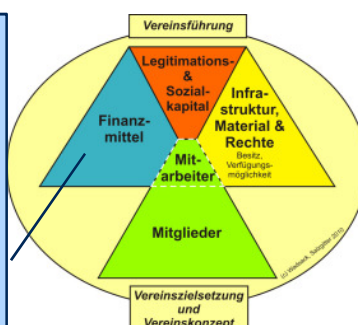 Vereinsführung
Legitimations-
&
Sozial-
kapital
Infra-
struktur,
Material &
Rechte
Besitz,
Verfügungs-
möglichkeit
Finanz-
mittel
Mit-
arbeiter
Mitglieder
(c) Wadsack, Salzgitter 2010
Vereinszielsetzung
und
Vereinskonzept